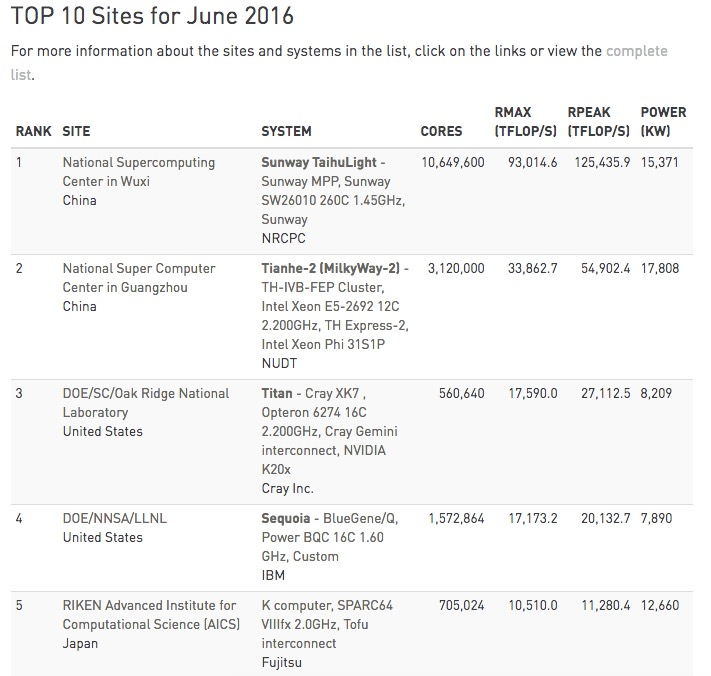 TOP 10 Sites for June 2016
For more information about the sites and systems in the list, click on the links or view the complete
list.
RANK SITE SYSTEM CORES RMAX (TFLOP/S) RPEAK (TFLOP/S) POWER (KW)
1 National Supercomputing Sunway TaihuLight - 10,649,600 93,014.6 125,435.9 15,371
Center in Wuxi Sunway MPP, Sunway
China SW26010 260C 1.45GHz,
Sunway
NRCPC
2 National Super Computer Tianhe-2 (MilkyWay-2) - 3,120,000 33,862.7 54,902.4 17,808
Center in Guangzhou TH-IVB-FEP Cluster,
China Intel Xeon E5-2692 12C
2.200GHz, TH Express-2,
Intel Xeon Phi 31S1P
NUDT
3 DOE/SC/Oak Ridge National Titan - Cray XK7 , 560,640 17,590.0 27,112.5 8,209
Laboratory Opteron 6274 16C
United States 2.200GHz, Cray Gemini
interconnect, NVIDIA
K20x
Cray Inc.
4 DOE/NNSA/LLNL Sequoia - BlueGene/Q, 1,572,864 17,173.2 20,132.7 7,890
United States Power BQC 16C 1.60
GHz, Custom
IBM
5 RIKEN Advanced Institute for K computer, SPARC64 705,024 10,510.0 11,280.4 12,660
Computational Science (AICS) VIIIfx 2.0GHz, Tofu
Japan interconnect
Fujitsu